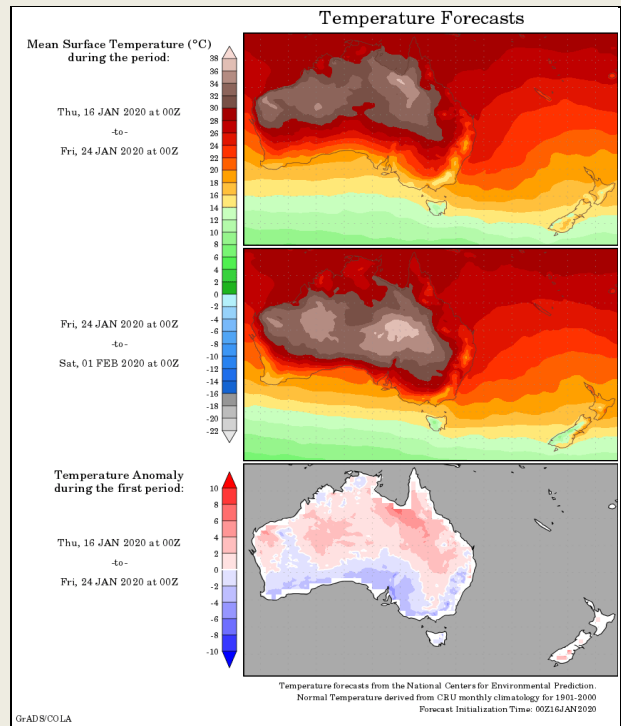 Temperature Forecasts
Mean Surface Temperature (°C)
during the period:
Thu, 16 JAN 2020 at 00Z
-to-
Fri, 24 JAN 2020 at 00Z
38
36
34
32
30
28
26
24
22
20
18
16
14
12
10
8
6
4
2
0
-2
-4
-6
-8
-10
-12
-14
-16
-17
-18
-20
-22
Fri, 24 JAN 2020 at 00Z
-to-
Sat, 01 FEB 2020 at 00Z
Temperature Anomaly
during the first period:
Thu, 16 JAN 2020 at 00Z
-to-
Fri, 24 JAN 2020 at 00Z
10
8
6
4
2
0
-2
-4
-6
-8
-10
Temperature forecasts from the National Centers for Environmental Prediction.
Normal Temperature derived from CRU monthly climatology for 1901-2000
Forecast Initialization Time: 00Z16JAN2020
GrADS/COLA